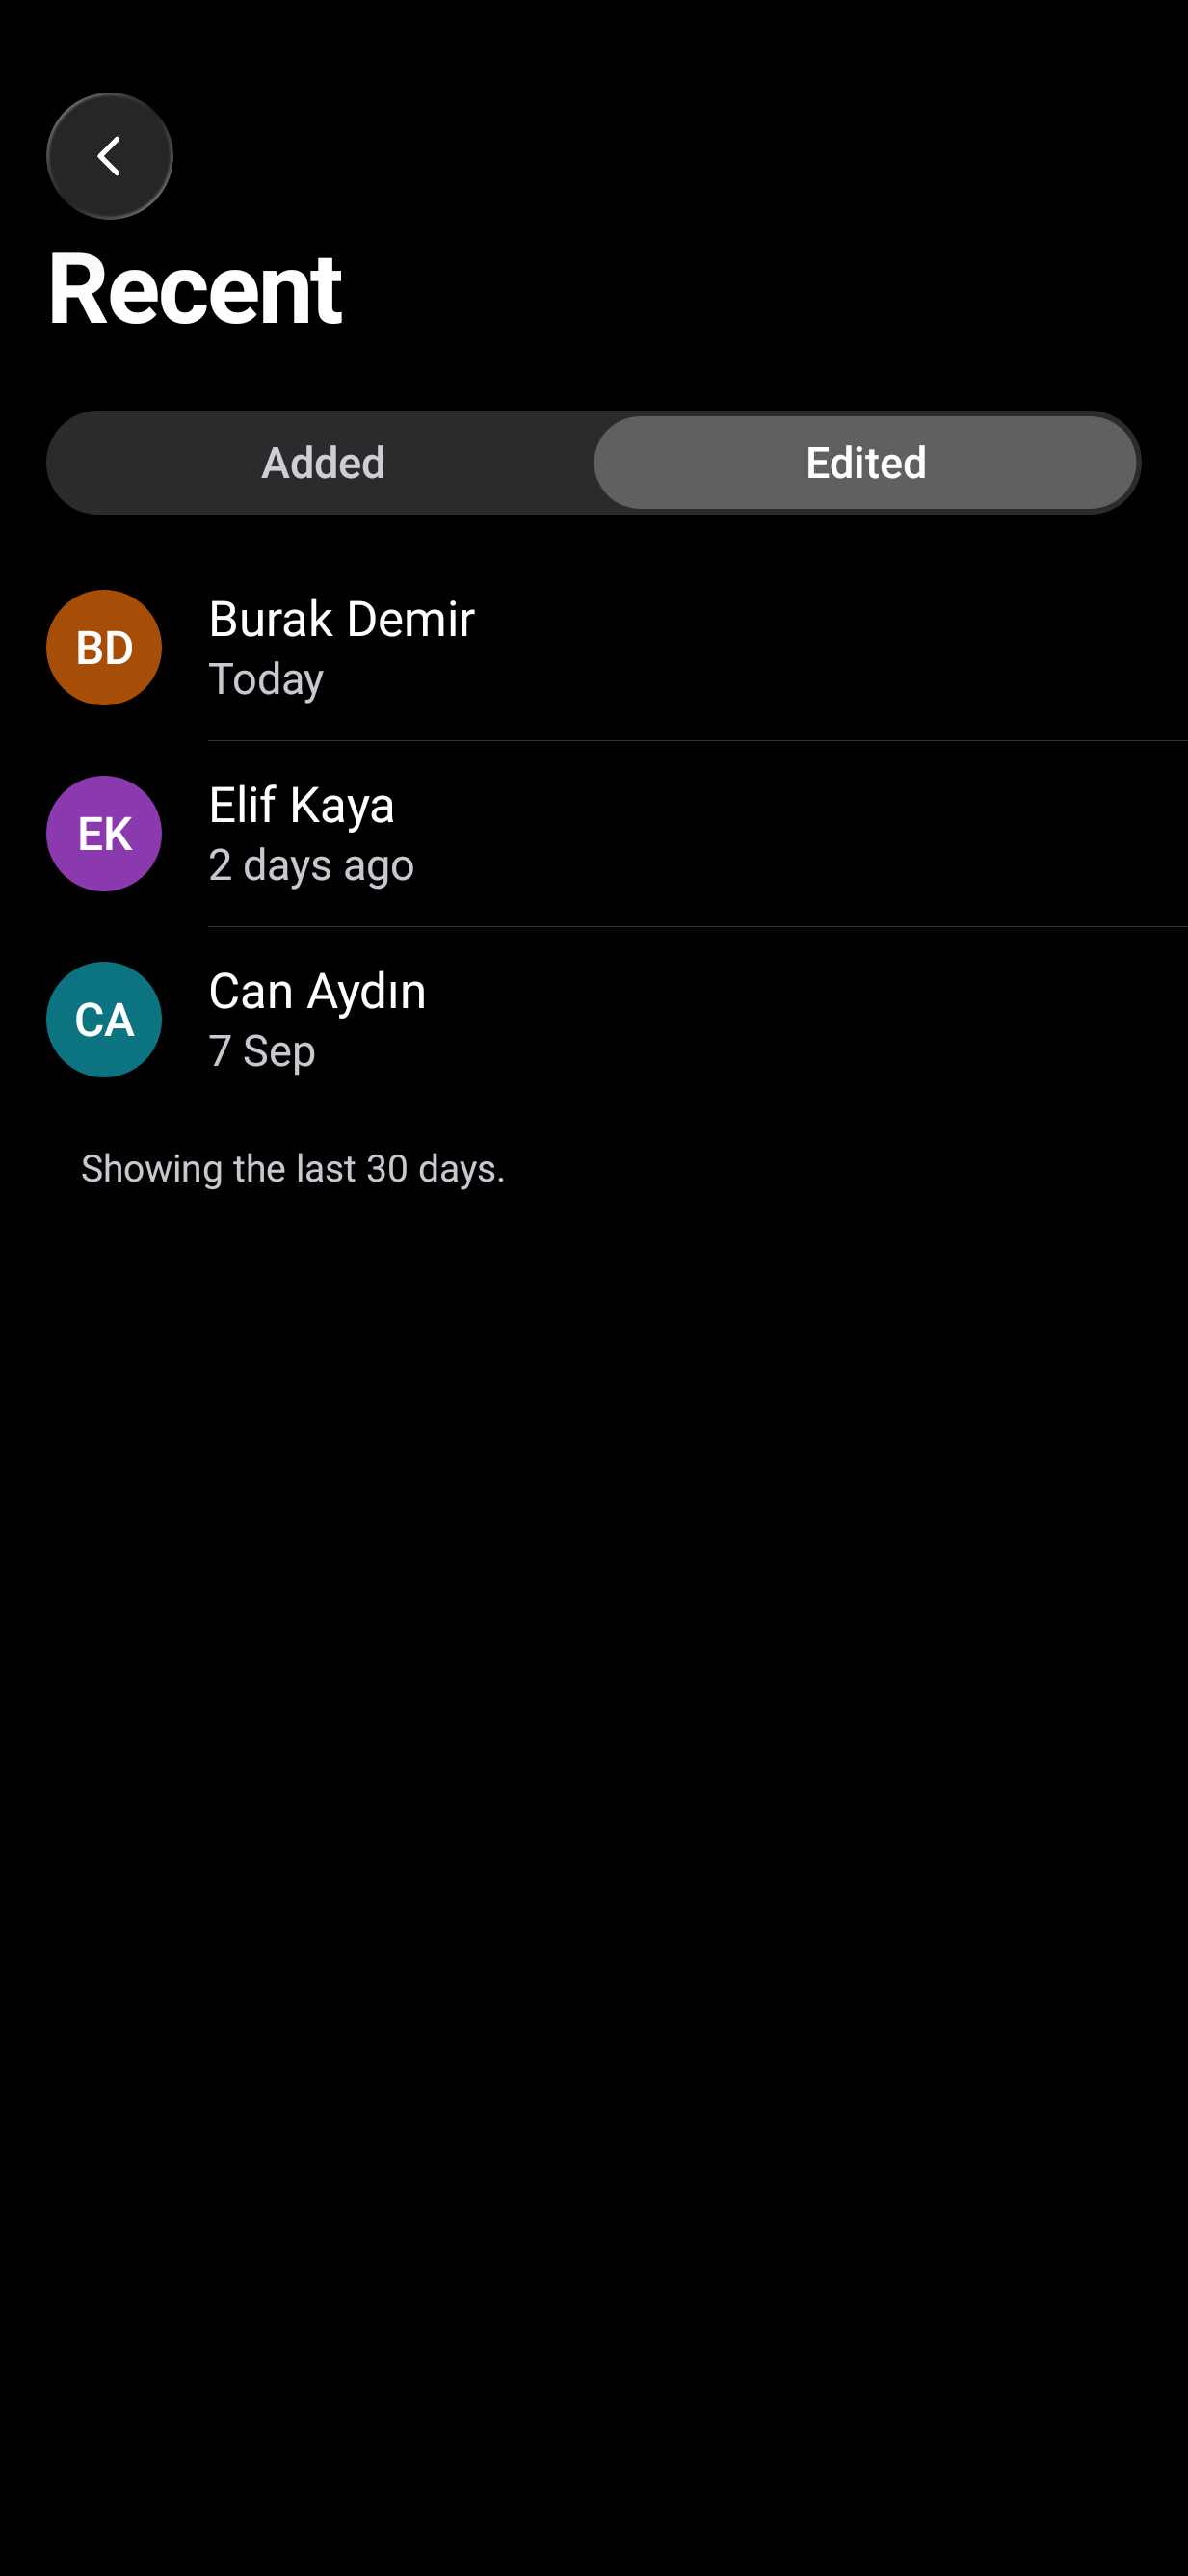 Recent
Added
Edited
BD
Burak Demir
Today
EK
Elif Kaya
2 days ago
CA
Can Aydın
7 Sep
Showing the last 30 days.